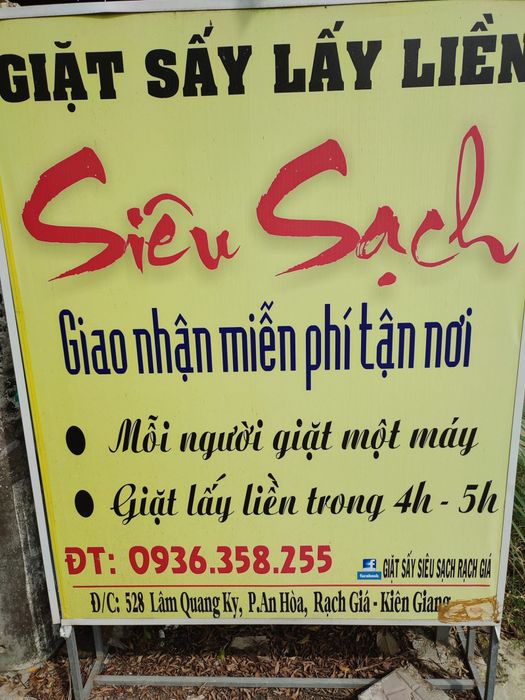 GIẶT SẤY LẤY LIỀN
Siêu Sạch
Giao nhận miễn phí tận nơi
● Mỗi người giặt một máy
● Giặt lấy liền trong 4h - 5h
ĐT: 0936.358.255
f facebook GIẶT SẤY SIÊU SẠCH RẠCH GIÁ
Đ/C: 528 Lâm Quang Ky, P.An Hòa, Rạch Giá - Kiên Giang